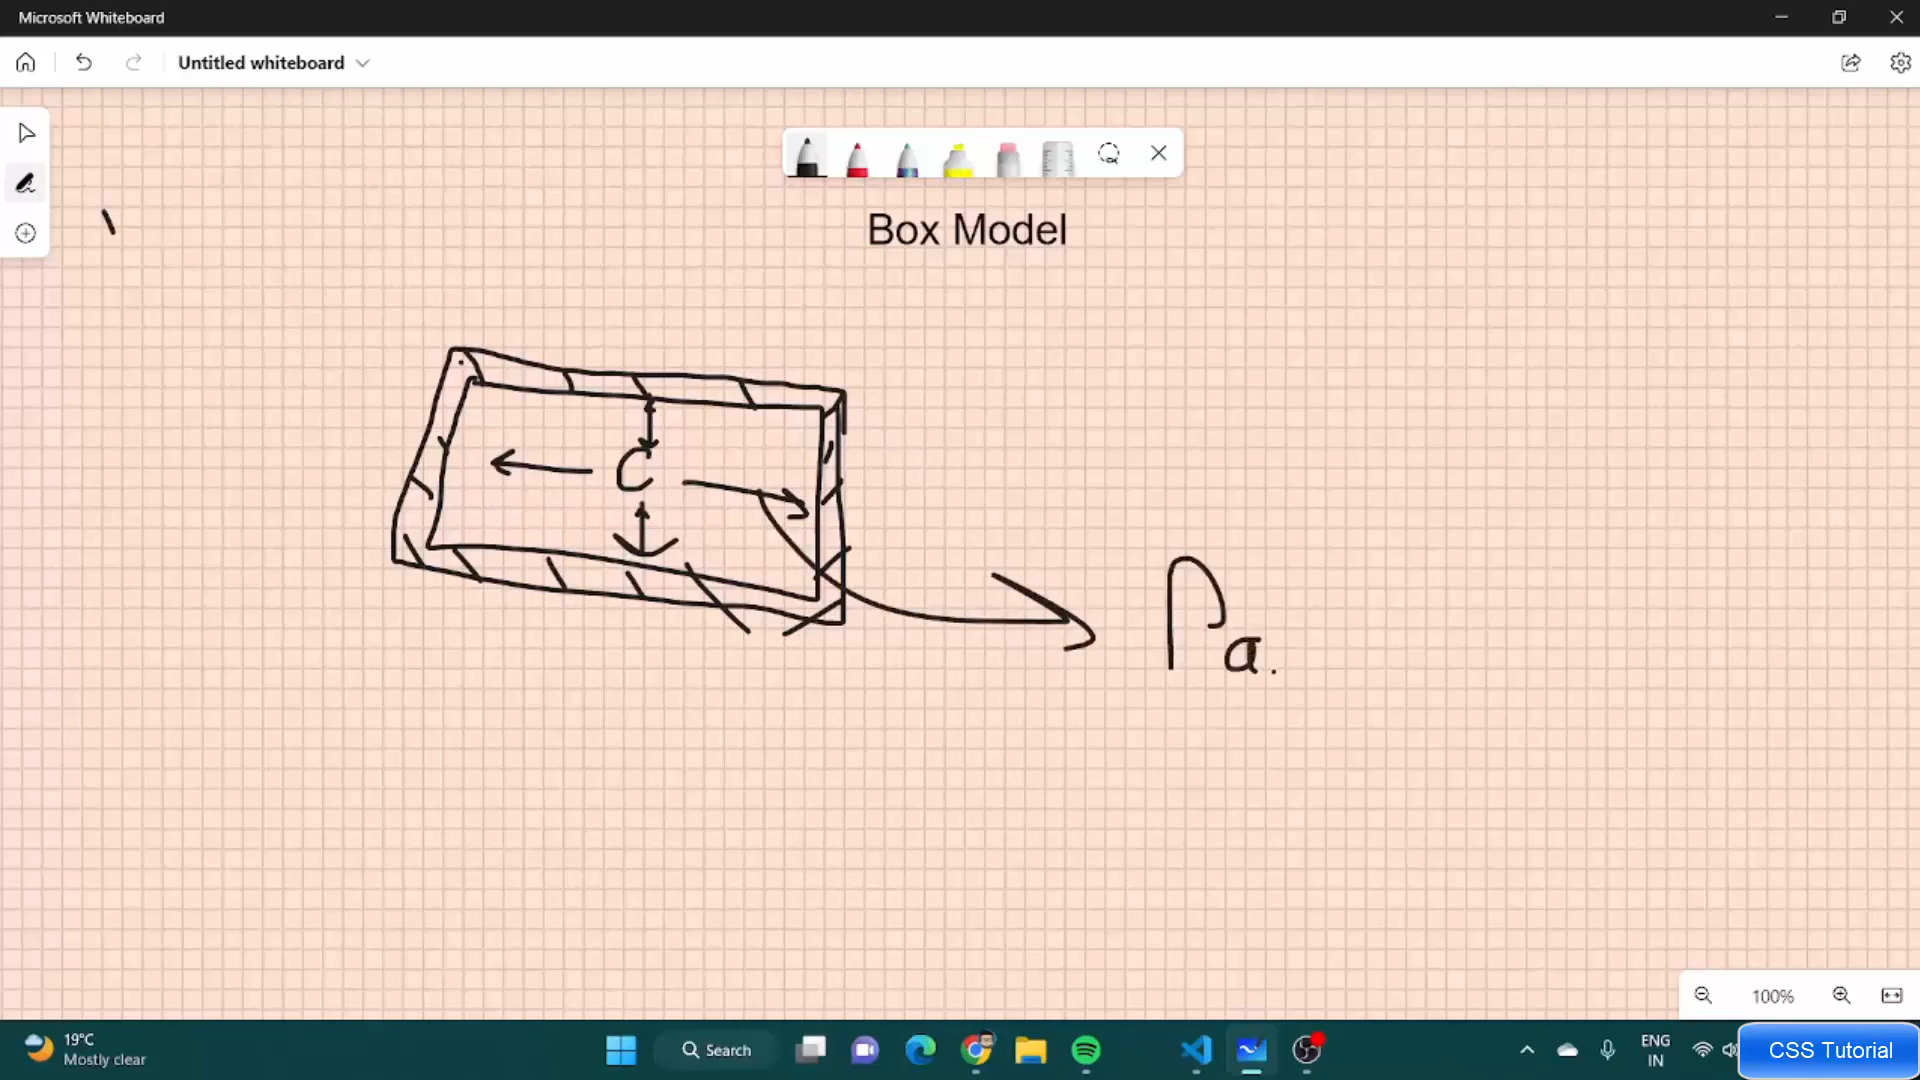 Microsoft Whiteboard
Untitled whiteboard
Box Model
C
Pa.
100%
19°C
Mostly clear
Search
ENG
IN
CSS Tutorial